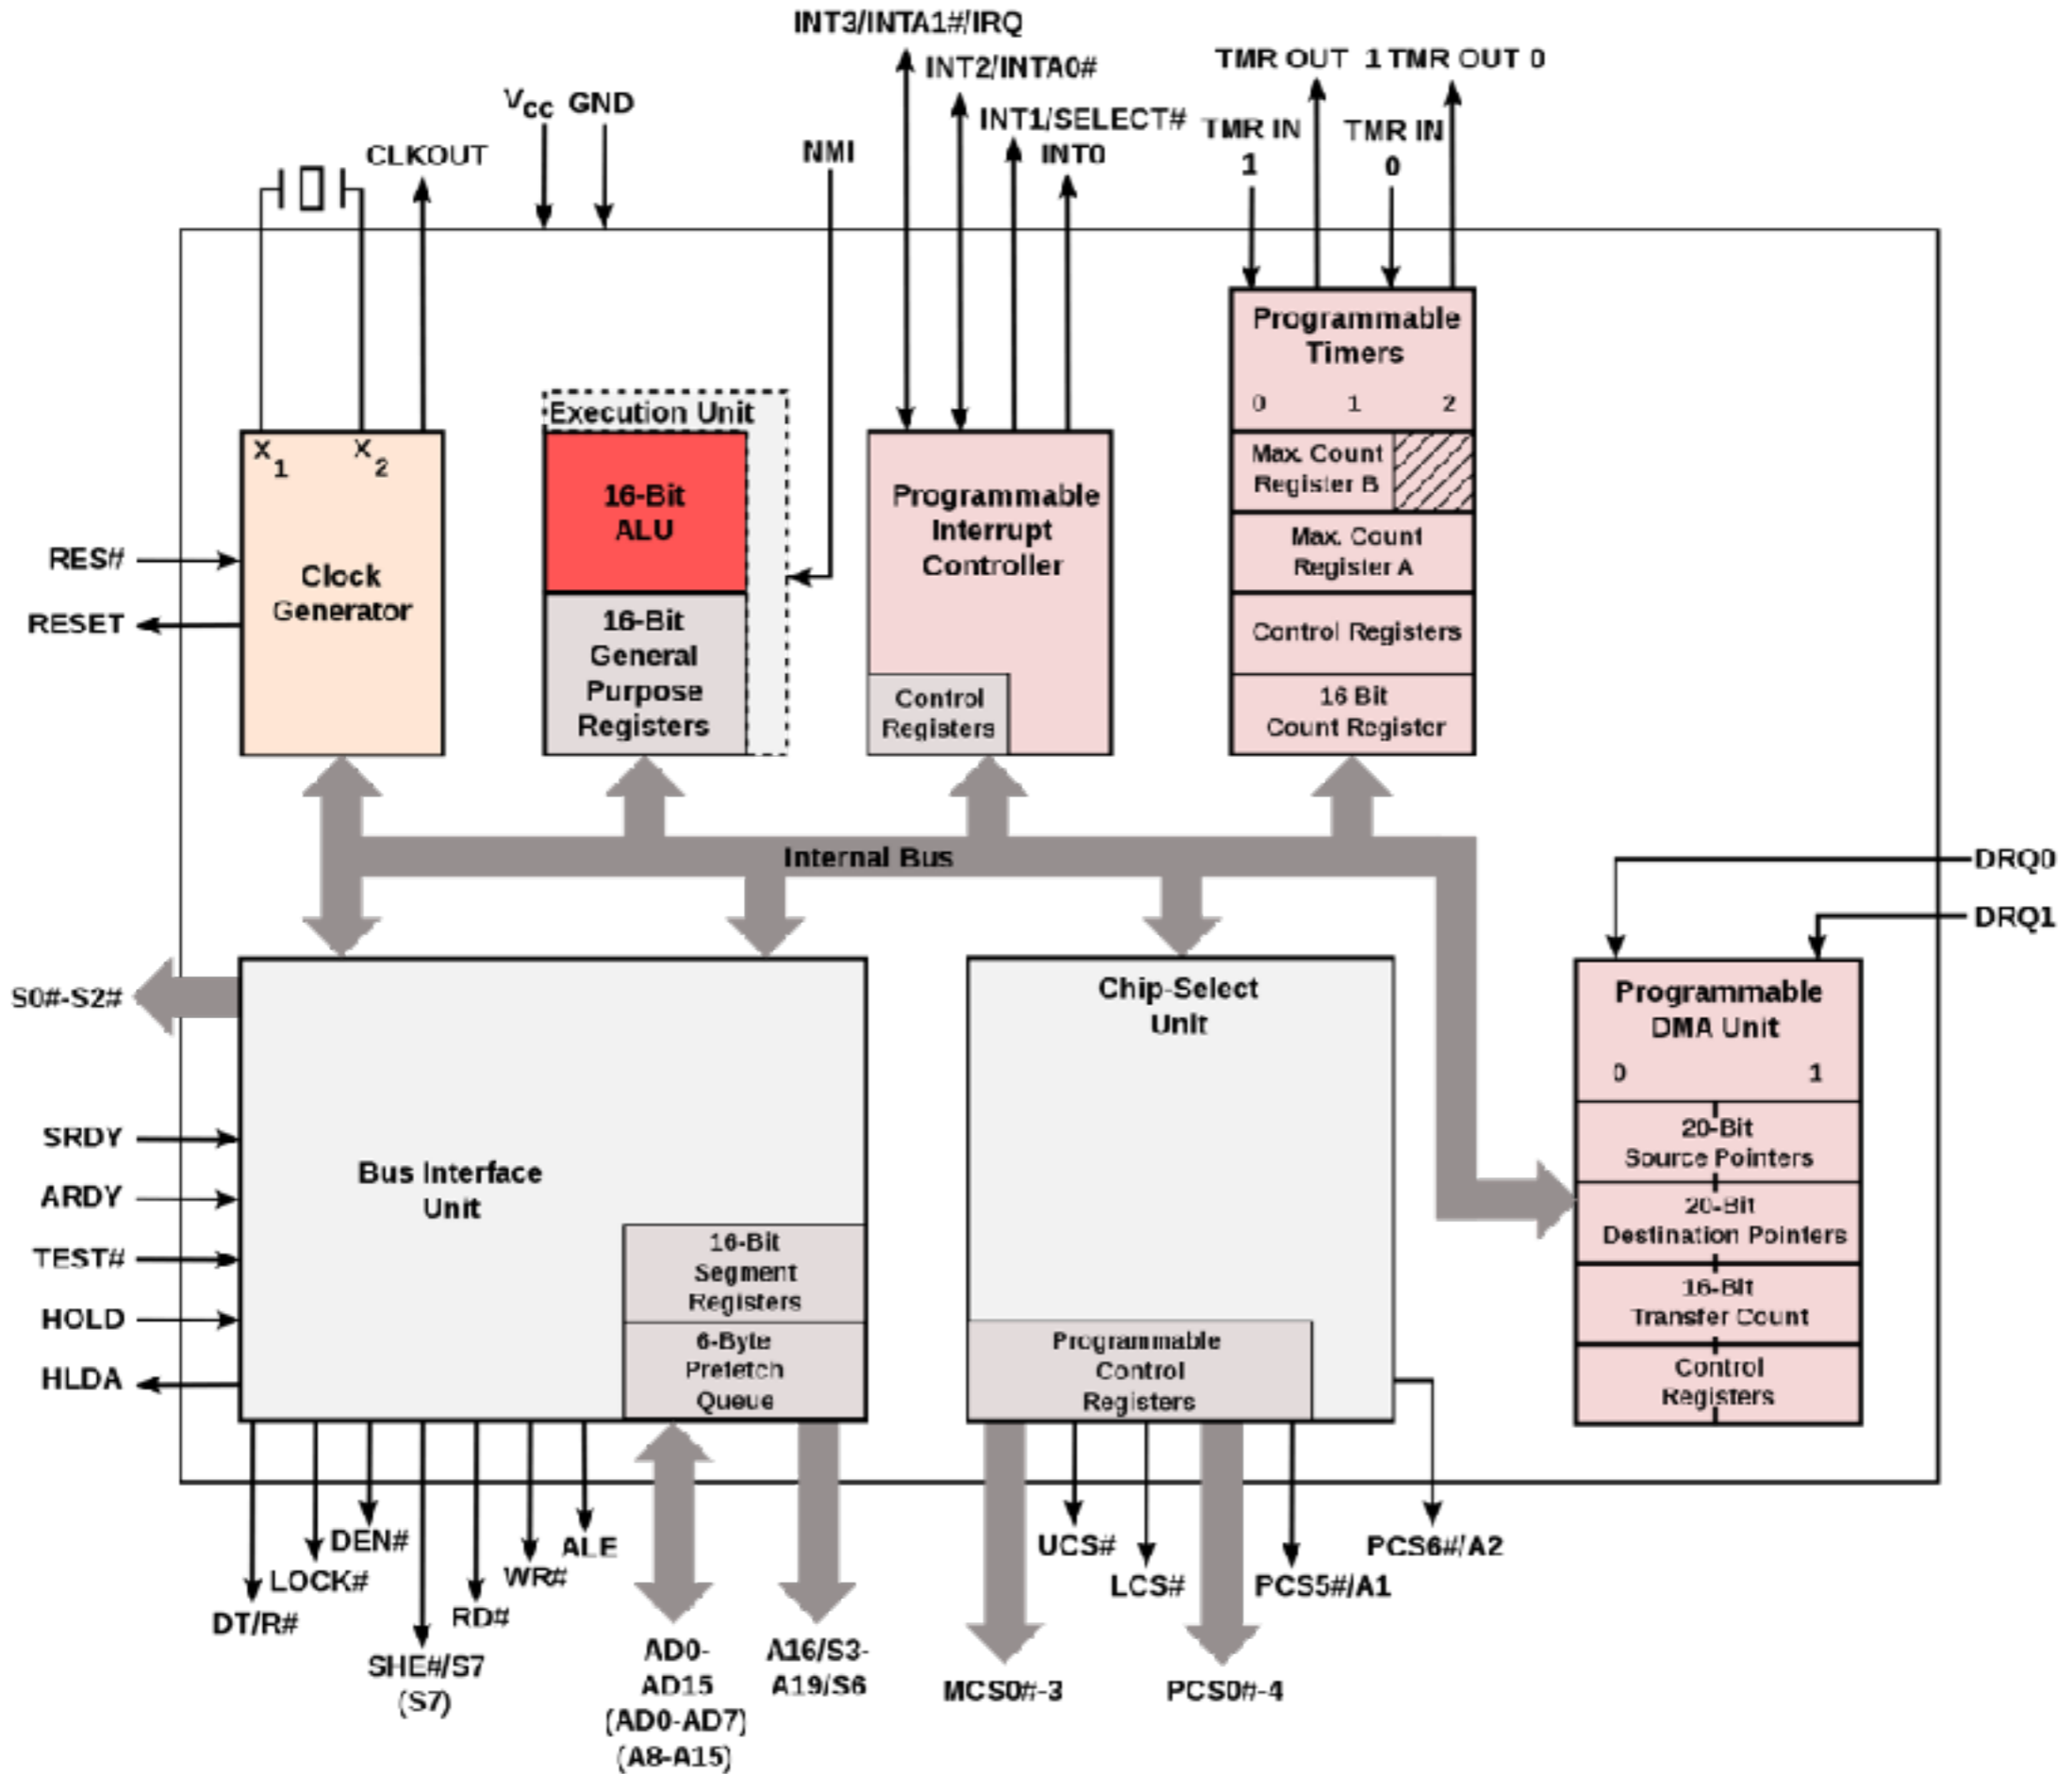 INT3/INTA1#/IRQ
INT2/INTA0#
TMR OUT 1 TMR OUT 0
Vcc GND
INT1/SELECT#
TMR IN
1
TMR IN
0
CLKOUT
NMI
INT0
X1
X2
Clock
Generator
RES#
RESET
Execution Unit
16-Bit
ALU
16-Bit
General
Purpose
Registers
Programmable
Interrupt
Controller
Control
Registers
Programmable
Timers
0 1 2
Max. Count
Register B
Max. Count
Register A
Control Registers
16 Bit
Count Register
Internal Bus
DRQ0
DRQ1
S0#-S2#
SRDY
ARDY
TEST#
HOLD
HLDA
Bus Interface
Unit
16-Bit
Segment
Registers
6-Byte
Prefetch
Queue
Chip-Select
Unit
Programmable
Control
Registers
Programmable
DMA Unit
0 1
20-Bit
Source Pointers
20-Bit
Destination Pointers
16-Bit
Transfer Count
Control
Registers
DT/R#
LOCK#
DEN#
SHE#/S7
(S7)
RD#
WR#
ALE
AD0-
AD15
(AD0-AD7)
(A8-A15)
A16/S3-
A19/S6
MCS0#-3
UCS#
LCS#
PCS0#-4
PCS5#/A1
PCS6#/A2